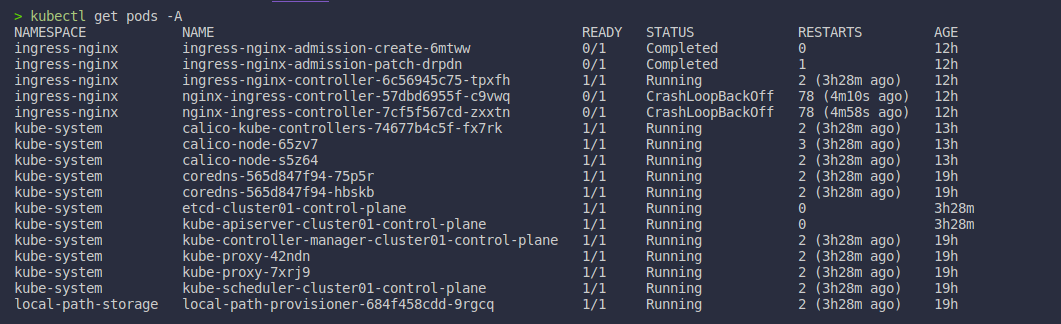 > kubectl get pods -A
NAMESPACE NAME READY STATUS RESTARTS AGE
ingress-nginx ingress-nginx-admission-create-6mtww 0/1 Completed 0 12h
ingress-nginx ingress-nginx-admission-patch-drpdn 0/1 Completed 1 12h
ingress-nginx ingress-nginx-controller-6c56945c75-tpxfh 1/1 Running 2 (3h28m ago) 12h
ingress-nginx nginx-ingress-controller-57dbd6955f-c9vwq 0/1 CrashLoopBackOff 78 (4m10s ago) 12h
ingress-nginx nginx-ingress-controller-7cf5f567cd-zxxtn 0/1 CrashLoopBackOff 78 (4m58s ago) 12h
kube-system calico-kube-controllers-74677b4c5f-fx7rk 1/1 Running 2 (3h28m ago) 13h
kube-system calico-node-65zv7 1/1 Running 3 (3h28m ago) 13h
kube-system calico-node-s5z64 1/1 Running 2 (3h28m ago) 13h
kube-system coredns-565d847f94-75p5r 1/1 Running 2 (3h28m ago) 19h
kube-system coredns-565d847f94-hbskb 1/1 Running 2 (3h28m ago) 19h
kube-system etcd-cluster01-control-plane 1/1 Running 0 3h28m
kube-system kube-apiserver-cluster01-control-plane 1/1 Running 0 3h28m
kube-system kube-controller-manager-cluster01-control-plane 1/1 Running 2 (3h28m ago) 19h
kube-system kube-proxy-42ndn 1/1 Running 2 (3h28m ago) 19h
kube-system kube-proxy-7xrj9 1/1 Running 2 (3h28m ago) 19h
kube-system kube-scheduler-cluster01-control-plane 1/1 Running 2 (3h28m ago) 19h
local-path-storage local-path-provisioner-684f458cdd-9rgcq 1/1 Running 2 (3h28m ago) 19h